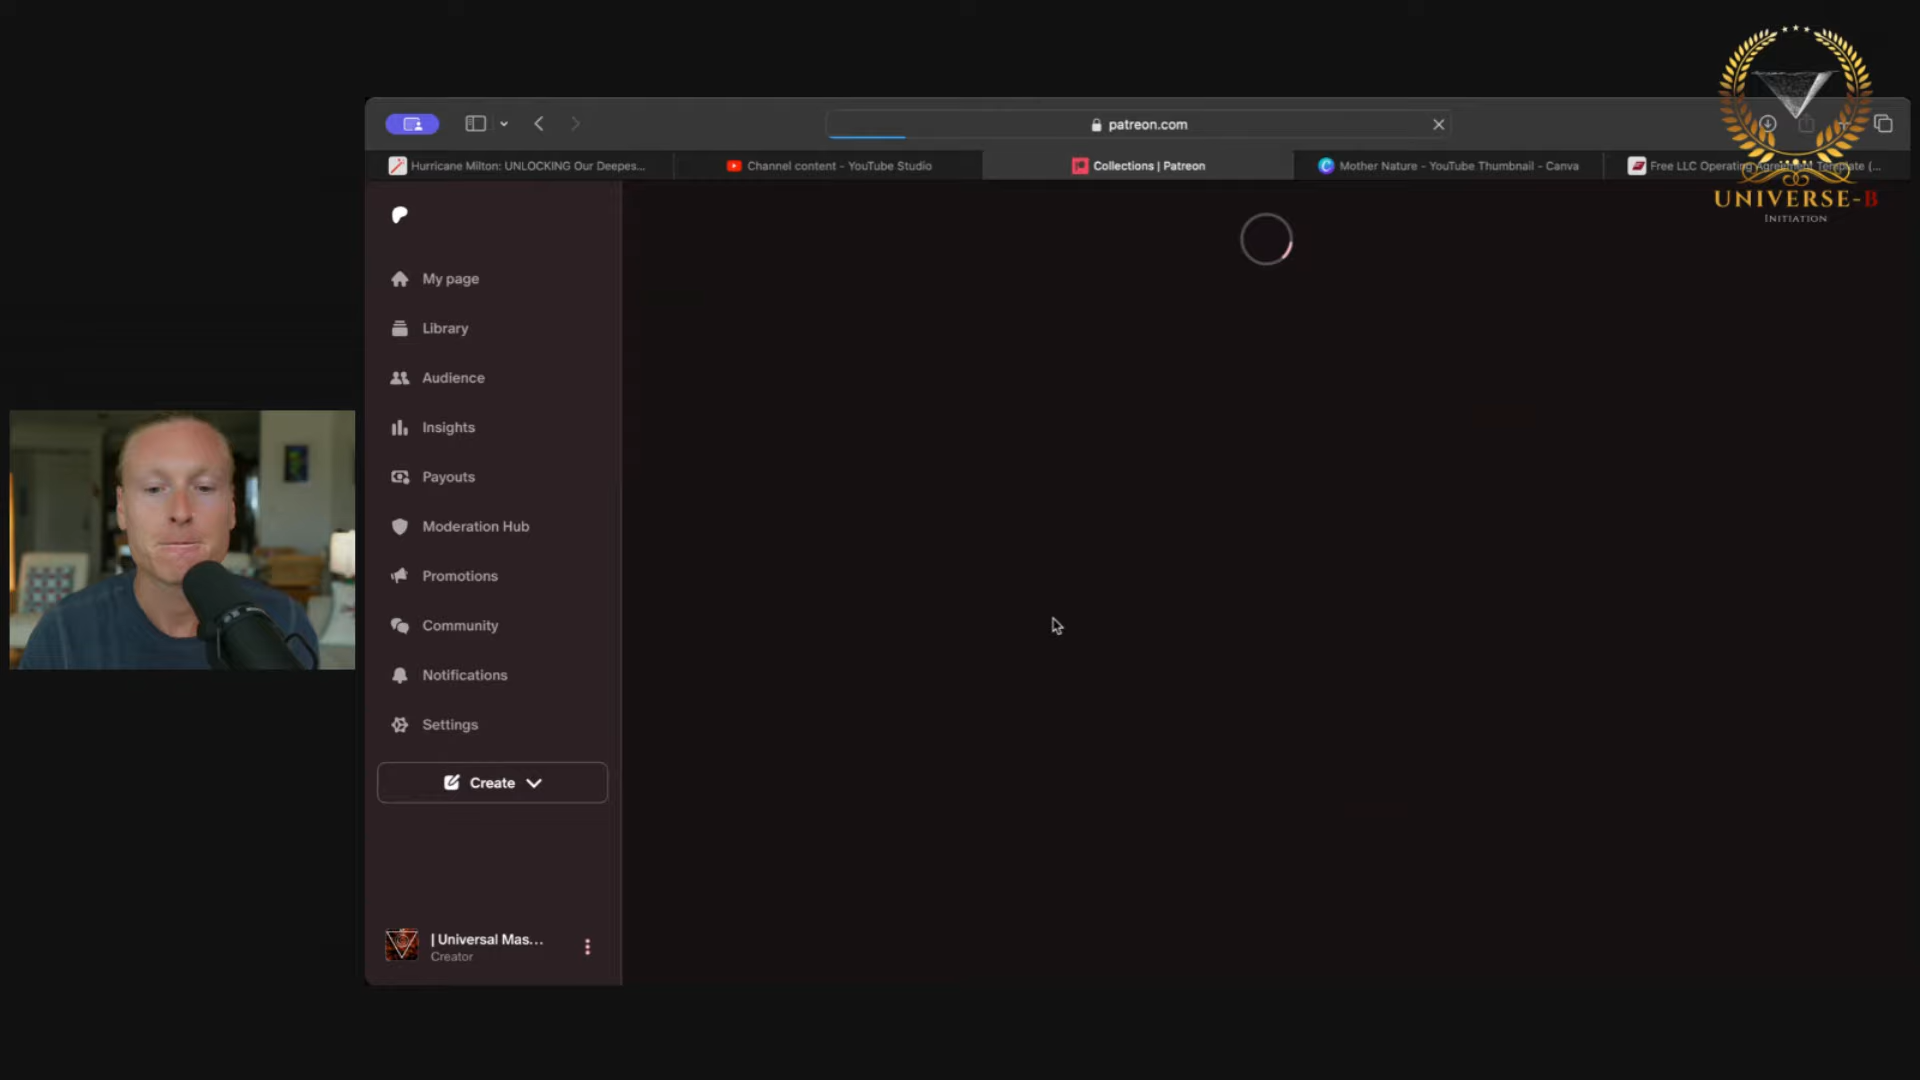 patreon.com
Hurricane Milton: UNLOCKING Our Deepes...
Channel content - YouTube Studio
Collections | Patreon
Mother Nature - YouTube Thumbnail - Canva
Free LLC Operating Agreement Template (...
UNIVERSE-B
INITIATION
My page
Library
Audience
Insights
Payouts
Moderation Hub
Promotions
Community
Notifications
Settings
Create
| Universal Mas...
Creator